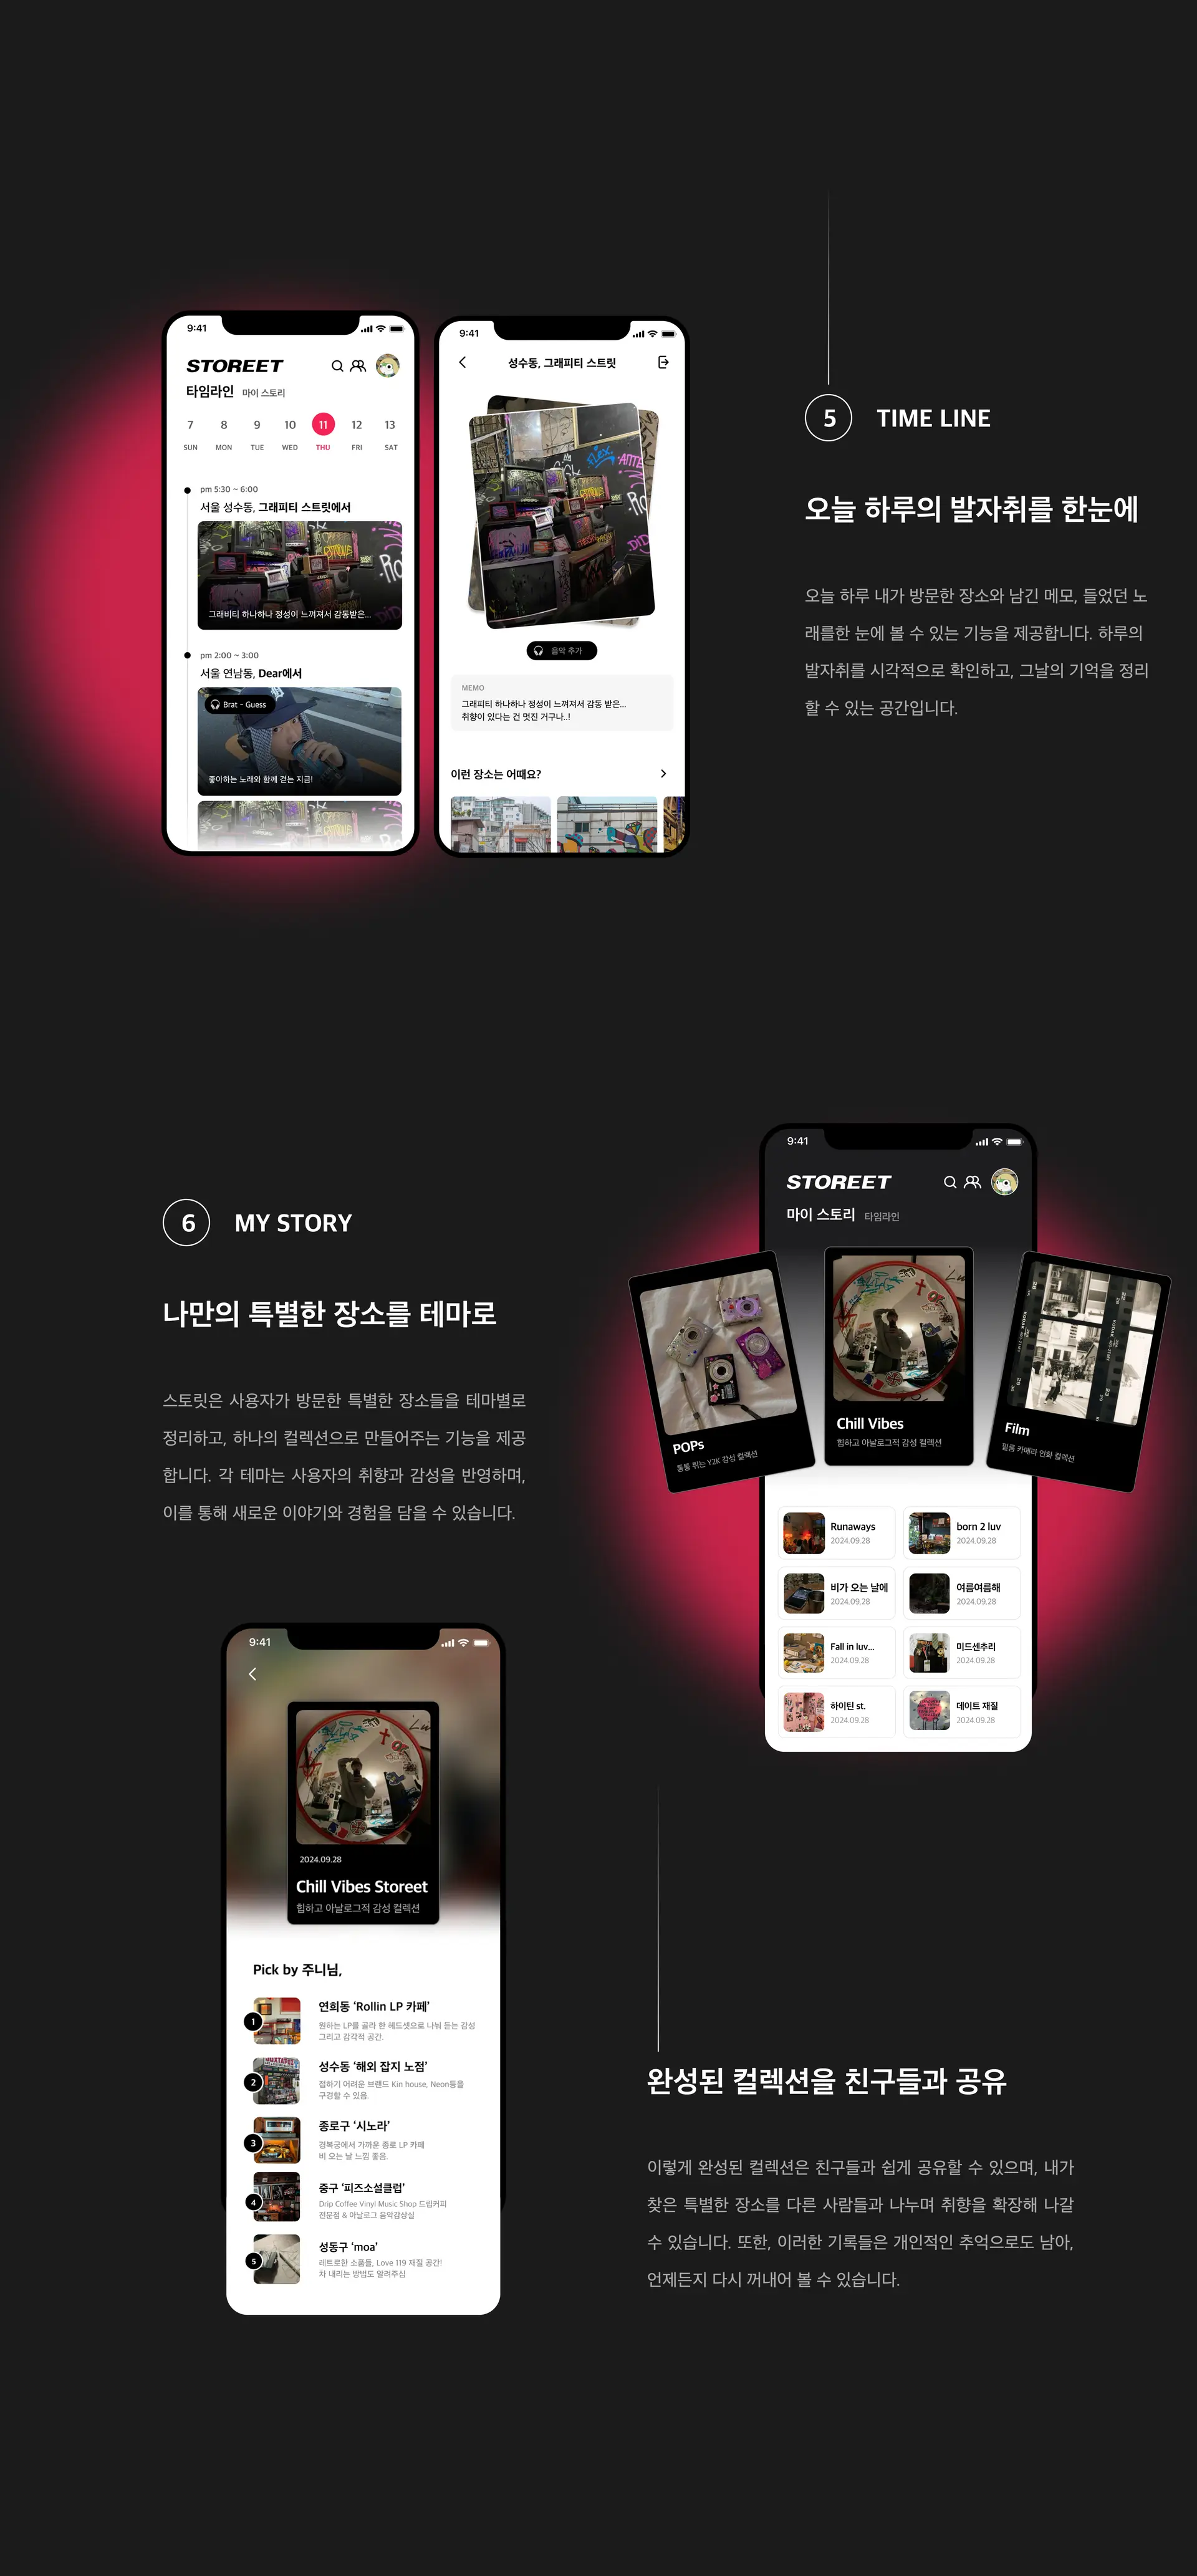 9:41
STOREET
타임라인 마이 스토리
7 8 9 10 11 12 13
SUN MON TUE WED THU FRI SAT
pm 5:30 ~ 6:00
서울 성수동, 그래피티 스트릿에서
그래비티 하나하나 정성이 느껴져서 감동받은...
pm 2:00 ~ 3:00
서울 연남동, Dear에서
Brat - Guess
좋아하는 노래와 함께 걷는 지금!
9:41
성수동, 그래피티 스트릿
FLEX
음악 추가
MEMO
그래피티 하나하나 정성이 느껴져서 감동 받은...
취향이 있다는 건 멋진 거구나..!
이런 장소는 어때요?
5 TIME LINE
오늘 하루의 발자취를 한눈에
오늘 하루 내가 방문한 장소와 남긴 메모, 들었던 노
래를한 눈에 볼 수 있는 기능을 제공합니다. 하루의
발자취를 시각적으로 확인하고, 그날의 기억을 정리
할 수 있는 공간입니다.
6 MY STORY
나만의 특별한 장소를 테마로
스토릿은 사용자가 방문한 특별한 장소들을 테마별로
정리하고, 하나의 컬렉션으로 만들어주는 기능을 제공
합니다. 각 테마는 사용자의 취향과 감성을 반영하며,
이를 통해 새로운 이야기와 경험을 담을 수 있습니다.
9:41
STOREET
마이 스토리 타임라인
POPs
통통 튀는 Y2K 감성 컬렉션
Chill Vibes
힙하고 아날로그적 감성 컬렉션
Film
필름 카메라 인화 컬렉션
Runaways
2024.09.28
born 2 luv
2024.09.28
비가 오는 날에
2024.09.28
여름여름해
2024.09.28
Fall in luv...
2024.09.28
미드센추리
2024.09.28
하이틴 st.
2024.09.28
데이트 재질
2024.09.28
9:41
2024.09.28
Chill Vibes Storeet
힙하고 아날로그적 감성 컬렉션
Pick by 주니님,
1
연희동 ‘Rollin LP 카페’
원하는 LP를 골라 한 헤드셋으로 나눠 듣는 감성
그리고 감각적 공간.
2
성수동 ‘해외 잡지 노점’
접하기 어려운 브랜드 Kin house, Neon등을
구경할 수 있음.
3
종로구 ‘시노라’
경복궁에서 가까운 종로 LP 카페
비 오는 날 느낌 좋음.
4
중구 ‘피즈소셜클럽’
Drip Coffee Vinyl Music Shop 드립커피
전문점 & 아날로그 음악감상실
5
성동구 ‘moa’
레트로한 소품들, Love 119 재질 공간!
차 내리는 방법도 알려주심
완성된 컬렉션을 친구들과 공유
이렇게 완성된 컬렉션은 친구들과 쉽게 공유할 수 있으며, 내가
찾은 특별한 장소를 다른 사람들과 나누며 취향을 확장해 나갈
수 있습니다. 또한, 이러한 기록들은 개인적인 추억으로도 남아,
언제든지 다시 꺼내어 볼 수 있습니다.